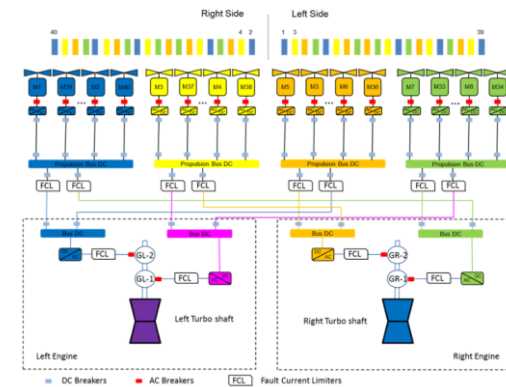 Right Side Left Side
40 4 2 1 3 39
M1 M39 M2 M40 M3 M37 M4 M38 M5 M3 M6 M36 M7 M33 M8 M34
... ... ... ...
Propulsion Bus DC Propulsion Bus DC Propulsion Bus DC Propulsion Bus DC
FCL FCL FCL FCL FCL FCL FCL FCL
Bus DC Bus DC Bus DC Bus DC
DC AC FCL GL-2 DC AC FCL GR-2
GL-1 FCL GR-1 FCL
Left Turbo shaft Right Turbo shaft
Left Engine Right Engine
DC Breakers AC Breakers FCL Fault Current Limiters